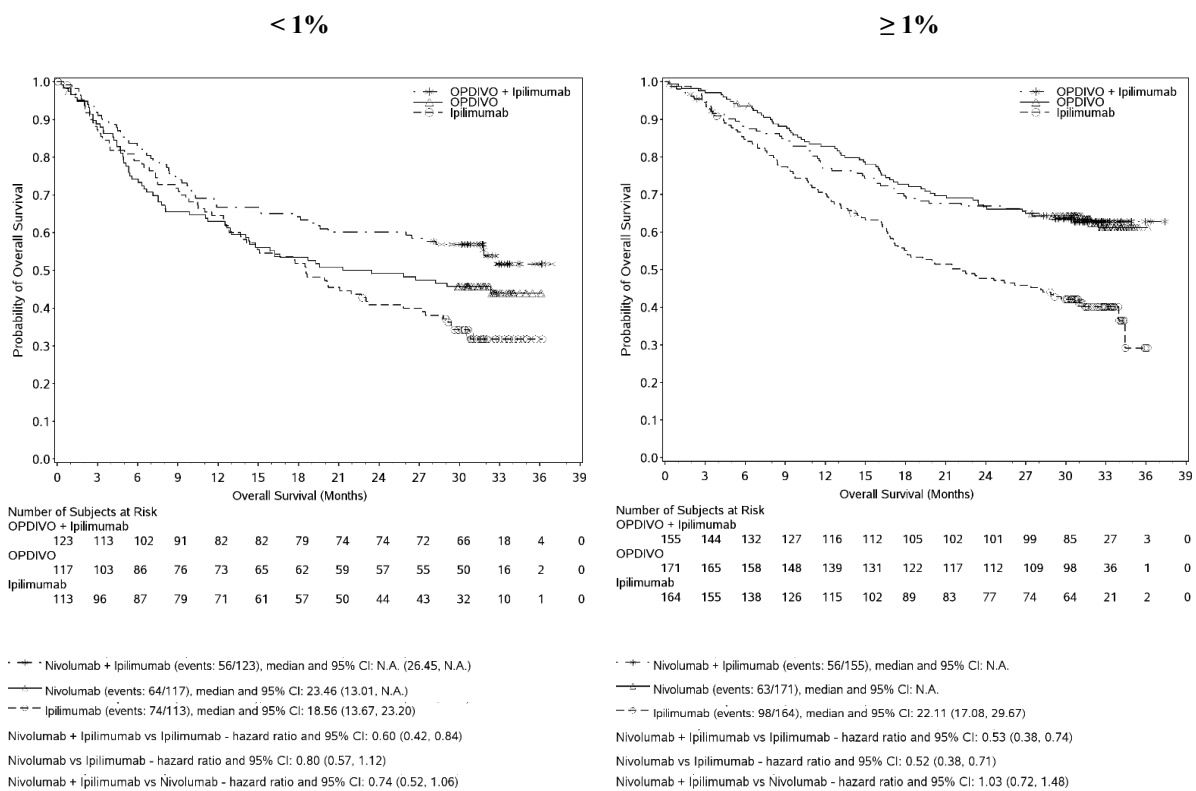 < 1%
≥ 1%
1.0
0.9
0.8
0.7
0.6
0.5
0.4
0.3
0.2
0.1
0.0
Probability of Overall Survival
OPDIVO + Ipilimumab
OPDIVO
Ipilimumab
0 3 6 9 12 15 18 21 24 27 30 33 36 39
Overall Survival (Months)
Number of Subjects at Risk
OPDIVO + Ipilimumab
123 113 102 91 82 82 79 74 74 72 66 18 4 0
OPDIVO
117 103 86 76 73 65 62 59 57 55 50 16 2 0
Ipilimumab
113 96 87 79 71 61 57 50 44 43 32 10 1 0
Nivolumab + Ipilimumab (events: 56/123), median and 95% CI: N.A. (26.45, N.A.)
Nivolumab (events: 64/117), median and 95% CI: 23.46 (13.01, N.A.)
Ipilimumab (events: 74/113), median and 95% CI: 18.56 (13.67, 23.20)
Nivolumab + Ipilimumab vs Ipilimumab - hazard ratio and 95% CI: 0.60 (0.42, 0.84)
Nivolumab vs Ipilimumab - hazard ratio and 95% CI: 0.80 (0.57, 1.12)
Nivolumab + Ipilimumab vs Nivolumab - hazard ratio and 95% CI: 0.74 (0.52, 1.06)
1.0
0.9
0.8
0.7
0.6
0.5
0.4
0.3
0.2
0.1
0.0
Probability of Overall Survival
OPDIVO + Ipilimumab
OPDIVO
Ipilimumab
0 3 6 9 12 15 18 21 24 27 30 33 36 39
Overall Survival (Months)
Number of Subjects at Risk
OPDIVO + Ipilimumab
155 144 132 127 116 112 105 102 101 99 85 27 3 0
OPDIVO
171 165 158 148 139 131 122 117 112 109 98 36 1 0
Ipilimumab
164 155 138 126 115 102 89 83 77 74 64 21 2 0
Nivolumab + Ipilimumab (events: 56/155), median and 95% CI: N.A.
Nivolumab (events: 63/171), median and 95% CI: N.A.
Ipilimumab (events: 98/164), median and 95% CI: 22.11 (17.08, 29.67)
Nivolumab + Ipilimumab vs Ipilimumab - hazard ratio and 95% CI: 0.53 (0.38, 0.74)
Nivolumab vs Ipilimumab - hazard ratio and 95% CI: 0.52 (0.38, 0.71)
Nivolumab + Ipilimumab vs Nivolumab - hazard ratio and 95% CI: 1.03 (0.72, 1.48)